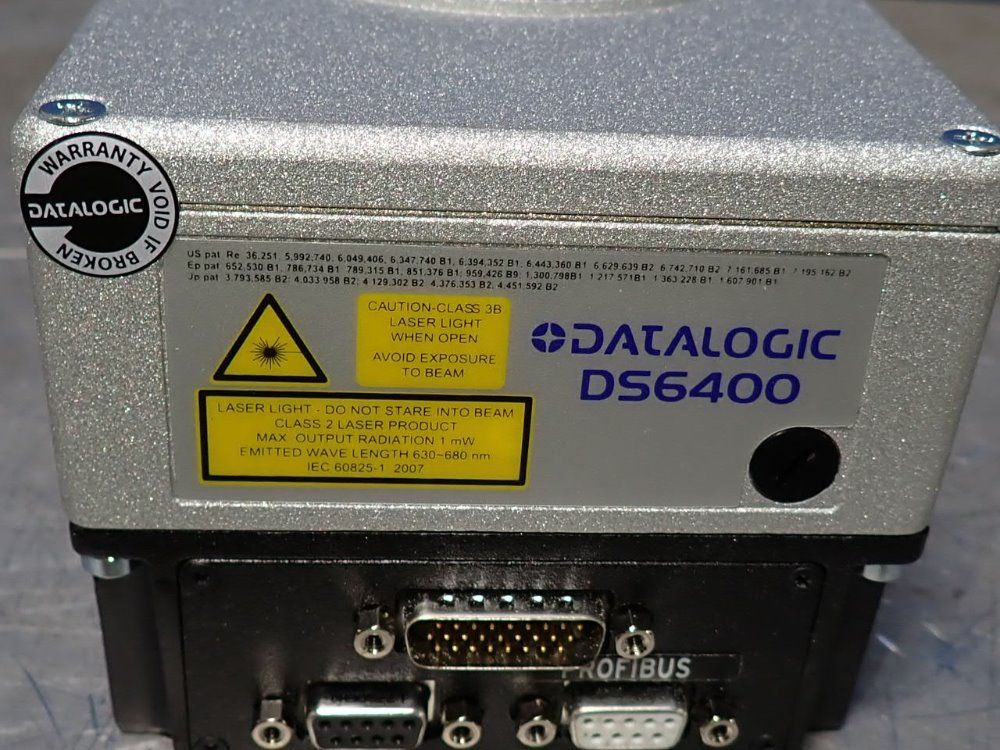 WARRANTY VOID IF BROKEN
DATALOGIC
US pat Re 36.251 5,992,740, 6,049,406, 6,347,740 B1, 6,394,352 B1, 6,443,360 B1 6,629,639 B2 6,742,710 B2 7,161,685 B1 7,195,162 B2
Ep pat 652,530 B1, 786,734 B1 789,315 B1, 851,376 B1; 959,426 B9; 1,300,798B1 1,217,571B1 1,363,228 B1, 1,607,901 B1
Jp pat 3,793,585 B2; 4,033,958 B2; 4,129,302 B2 4,376,353 B2, 4,451,592 B2
CAUTION-CLASS 3B
LASER LIGHT
WHEN OPEN
AVOID EXPOSURE
TO BEAM
DATALOGIC
DS6400
LASER LIGHT - DO NOT STARE INTO BEAM
CLASS 2 LASER PRODUCT
MAX OUTPUT RADIATION 1 mW
EMITTED WAVE LENGTH 630~680 nm
IEC 60825-1 2007
PROFIBUS